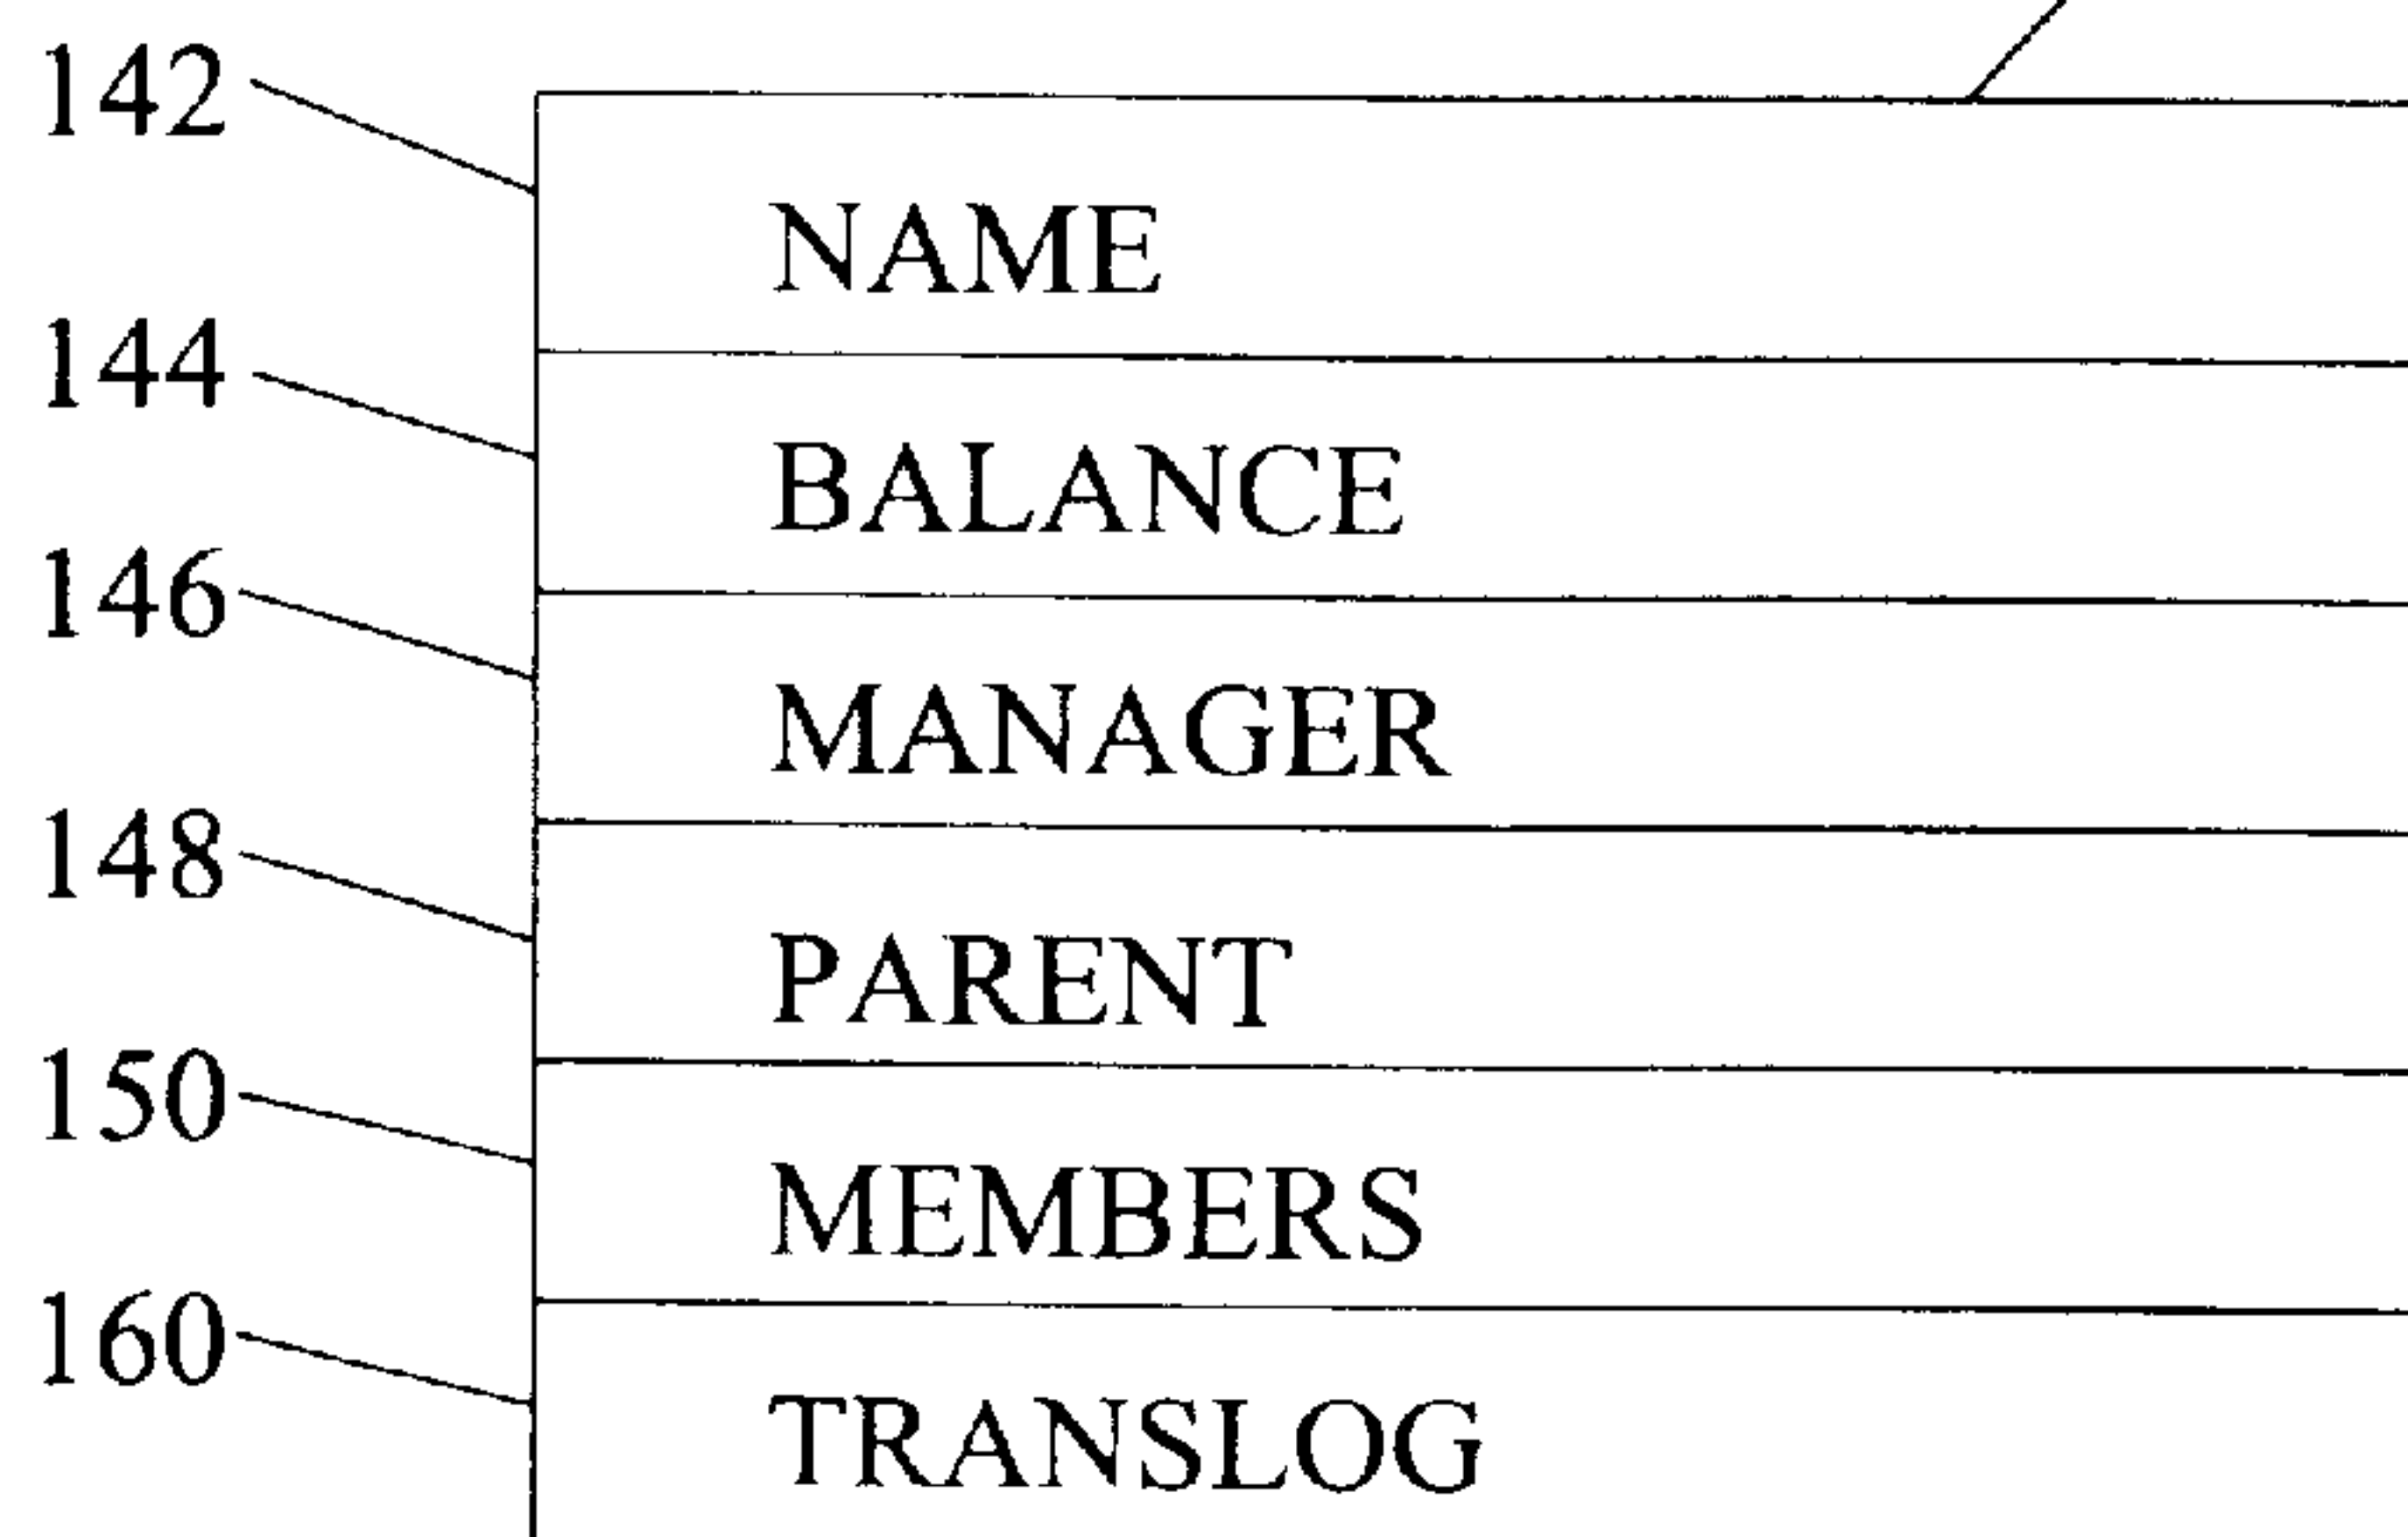 142
NAME
144
BALANCE
146
MANAGER
148
PARENT
150
MEMBERS
160
TRANSLOG